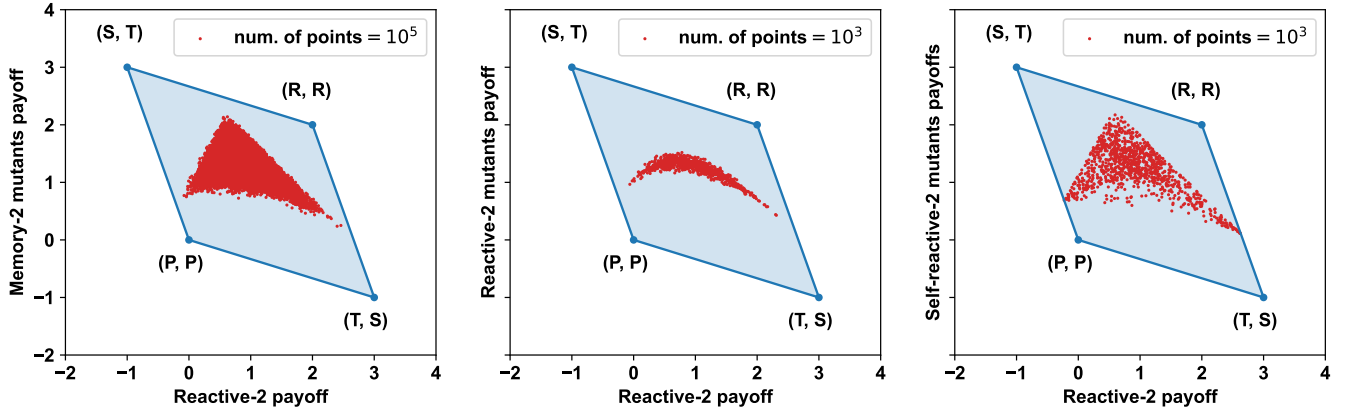 (S, T)
num. of points = 10^5
(R, R)
(P, P)
(T, S)
Memory-2 mutants payoff
4
3
2
1
0
−1
−2
−2 −1 0 1 2 3 4
Reactive-2 payoff
(S, T)
num. of points = 10^3
(R, R)
(P, P)
(T, S)
Reactive-2 mutants payoff
−2 −1 0 1 2 3 4
Reactive-2 payoff
(S, T)
num. of points = 10^3
(R, R)
(P, P)
(T, S)
Self-reactive-2 mutants payoffs
−2 −1 0 1 2 3 4
Reactive-2 payoff